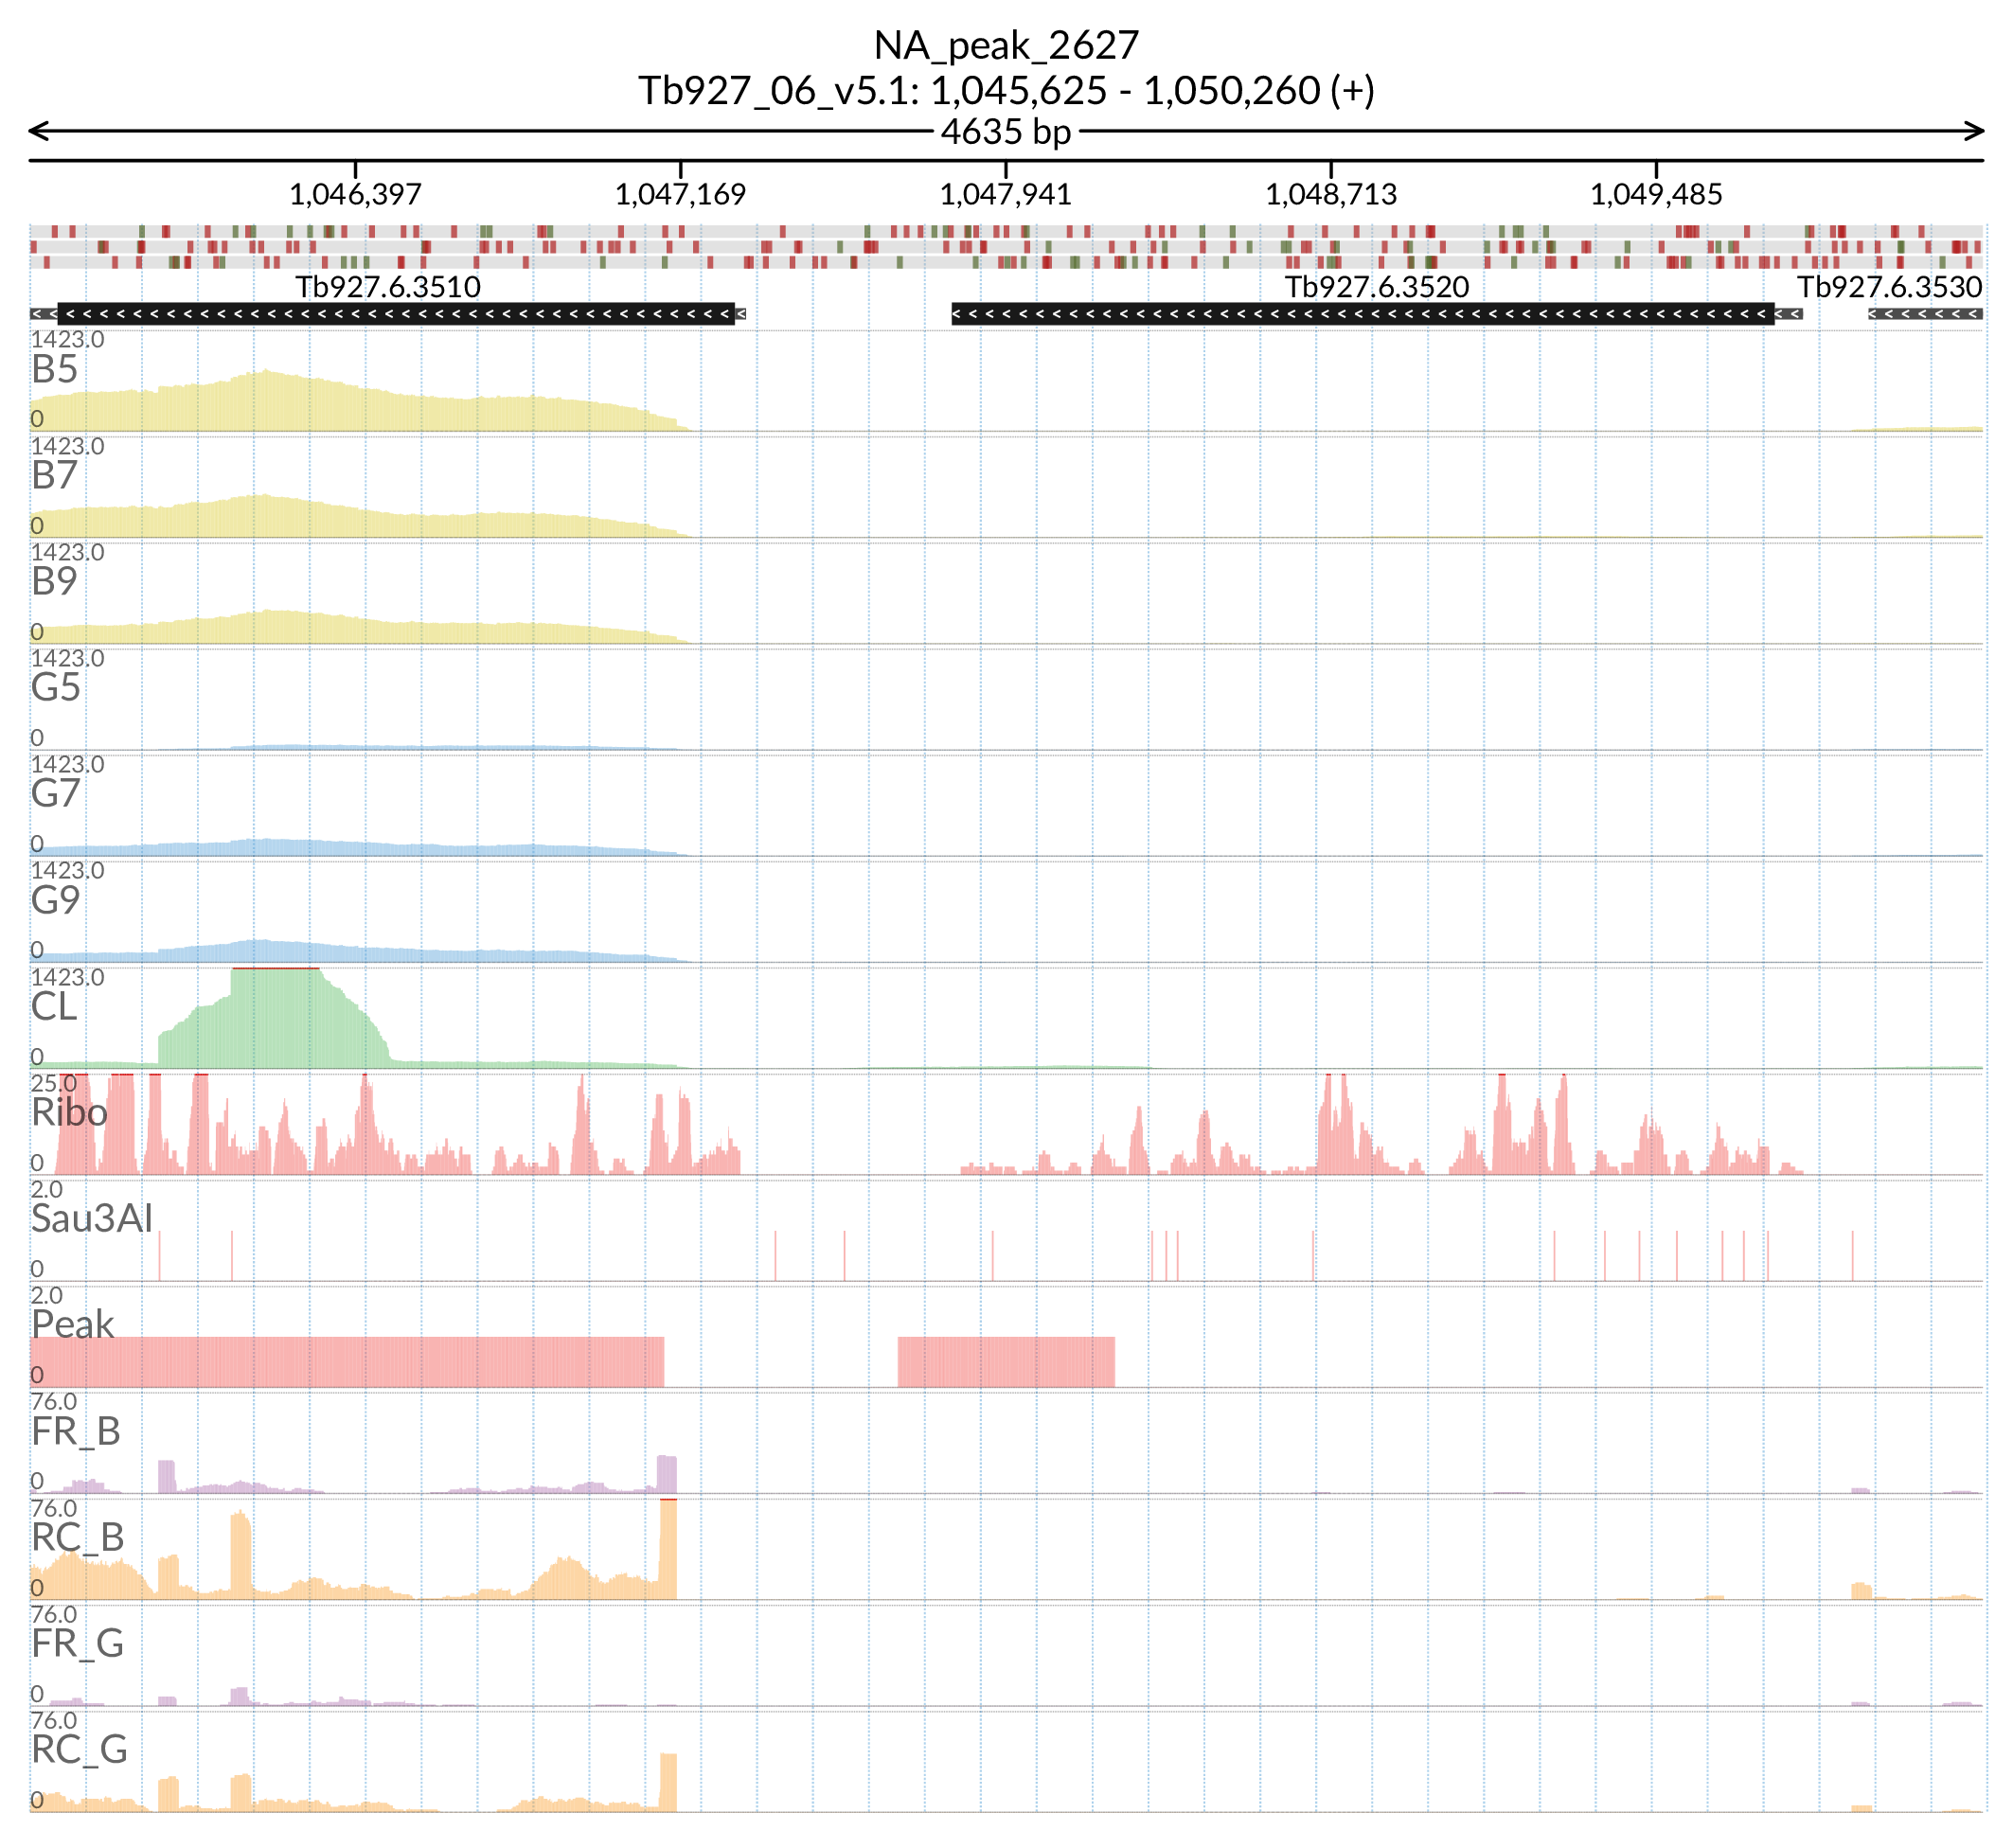 NA_peak_2627
Tb927_06_v5.1: 1,045,625 - 1,050,260 (+)
4635 bp
1,046,397 1,047,169 1,047,941 1,048,713 1,049,485
Tb927.6.3510 Tb927.6.3520 Tb927.6.3530
1423.0
B5
0
1423.0
B7
0
1423.0
B9
0
1423.0
G5
0
1423.0
G7
0
1423.0
G9
0
1423.0
CL
0
25.0
Ribo
0
2.0
Sau3AI
0
2.0
Peak
0
76.0
FR_B
0
76.0
RC_B
0
76.0
FR_G
0
76.0
RC_G
0